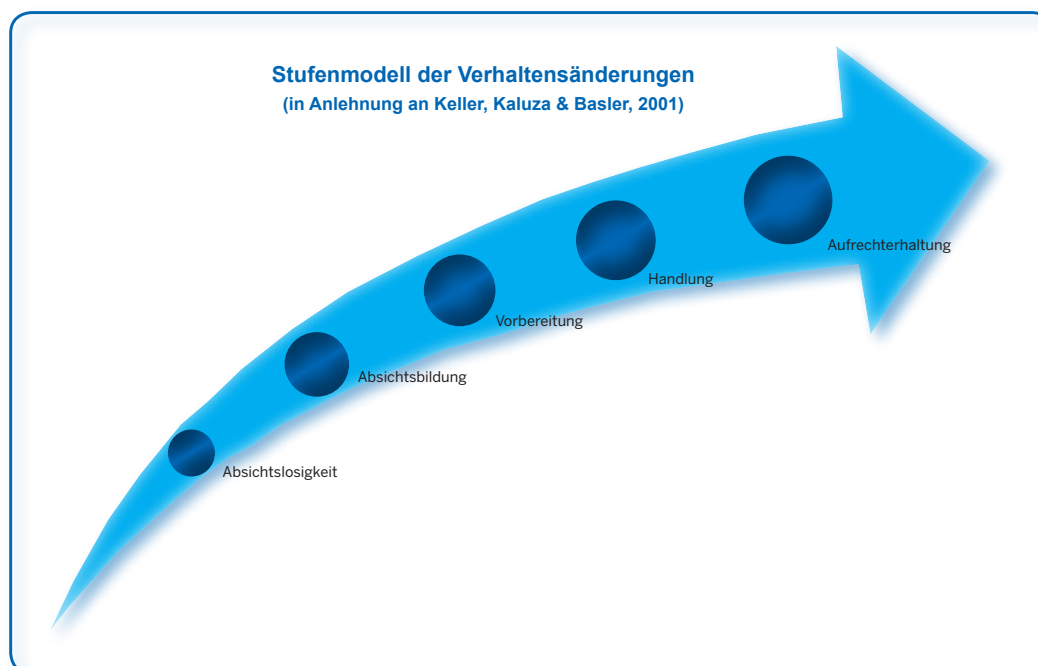 Stufenmodell der Verhaltensänderungen
(in Anlehnung an Keller, Kaluza & Basler, 2001)
Aufrechterhaltung
Handlung
Vorbereitung
Absichtsbildung
Absichtslosigkeit